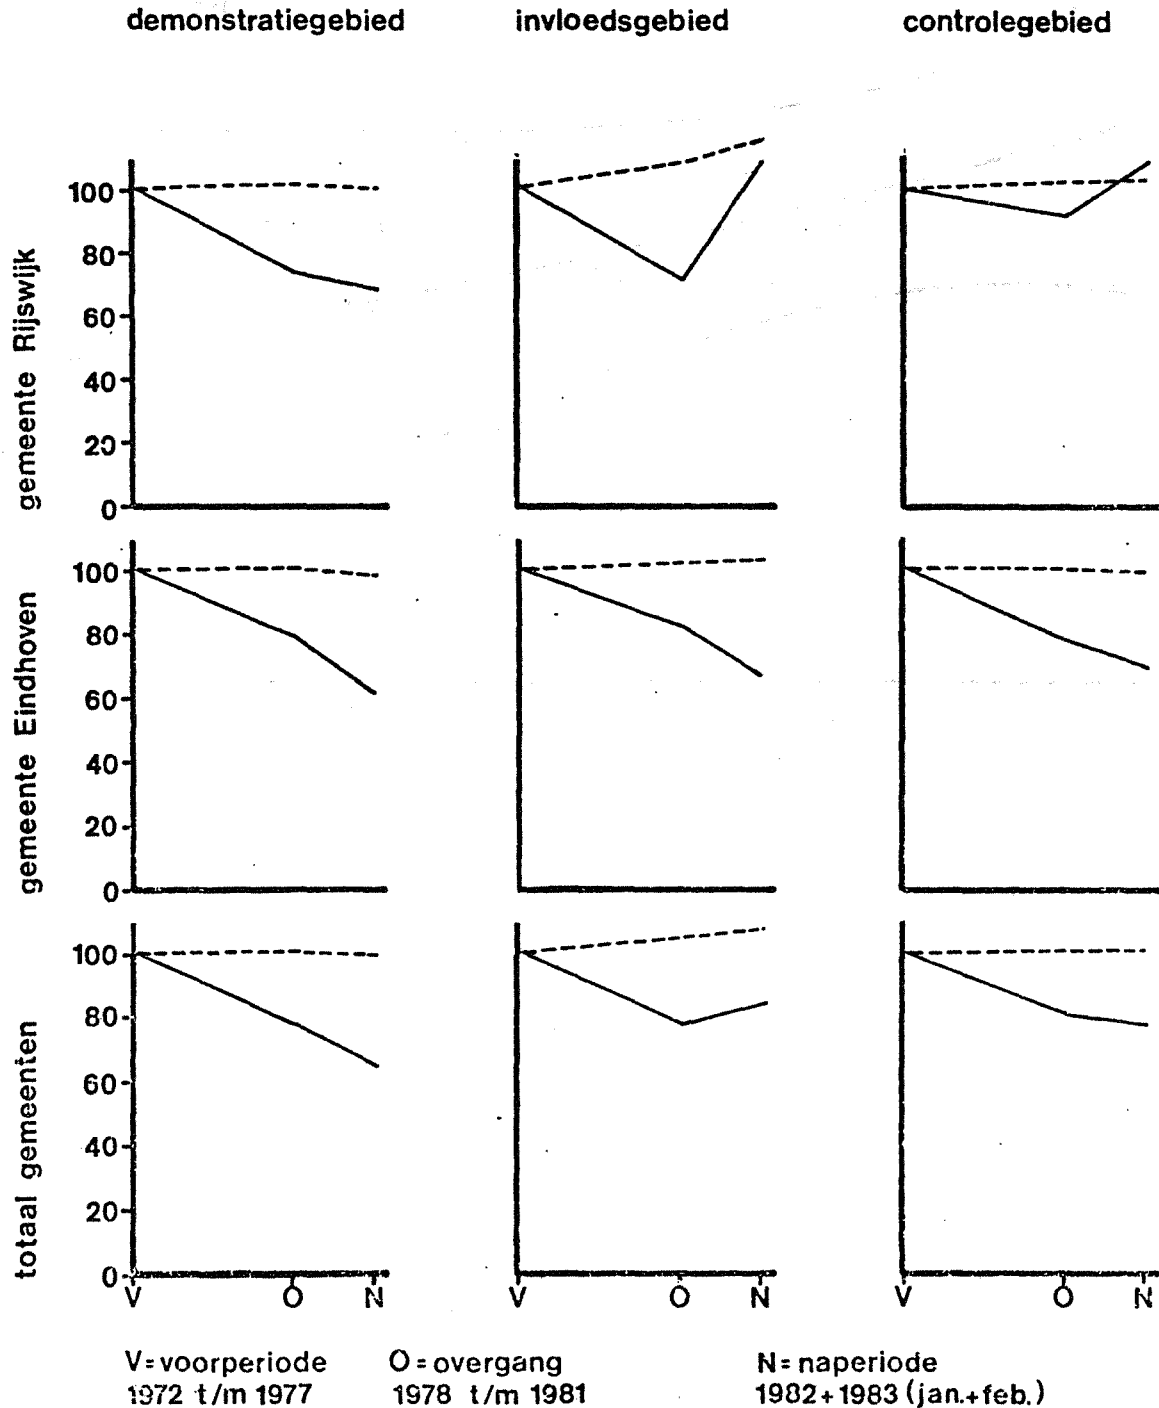 demonstratiegebied invloedsgebied controlegebied
gemeente Rijswijk
100
80
60
40
20
0
gemeente Eindhoven
100
80
60
40
20
0
totaal gemeenten
100
80
60
40
20
0
V O N V O N V O N
V=voorperiode O=overgang N=naperiode
1972 t/m 1977 1978 t/m 1981 1982+1983 (jan.+feb.)